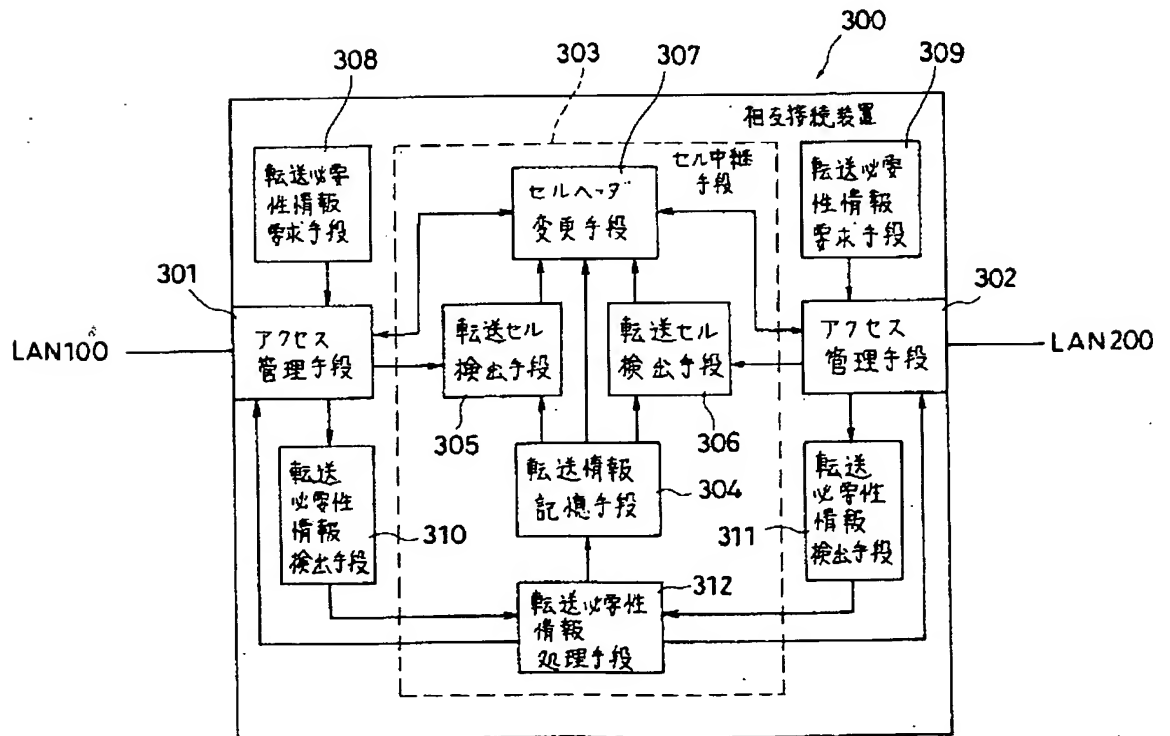 300
308
303
307
309
相互接続装置
転送必要
性情報
要求手段
セルヘッダ
変更手段
セル中継
手段
転送必要
性情報
要求手段
301
302
LAN100
アクセス
管理手段
転送セル
検出手段
転送セル
検出手段
アクセス
管理手段
LAN200
305
306
転送
必要性
情報
検出手段
310
転送情報
記憶手段
304
転送
必要性
情報
検出手段
311
312
転送必要性
情報
処理手段